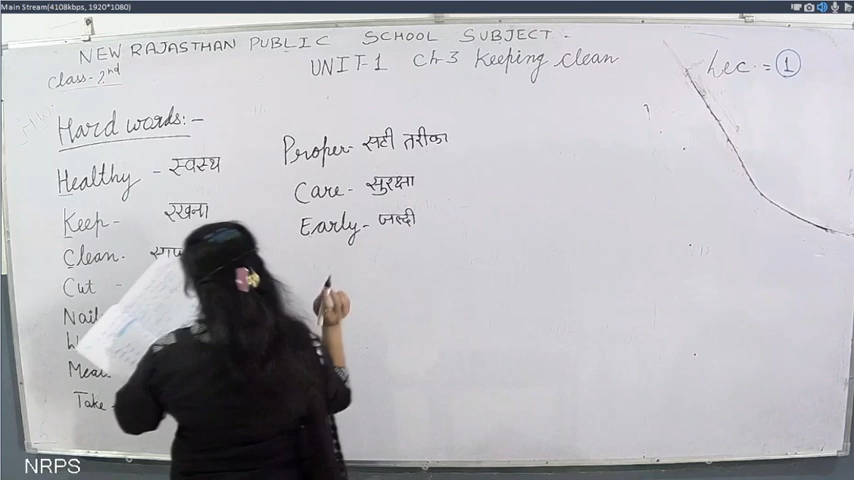 Main Stream(4108kbps, 1920*1080)
NEW RAJASTHAN PUBLIC SCHOOL SUBJECT -
Class-2nd
UNIT-1 Ch-3 Keeping clean
Lec. = 1
Hard words:-
Healthy - स्वस्थ
Keep- रखना
Clean.
Cut -
Nail
Take -
Proper- सही तरीका
Care- सुरक्षा
Early- जल्दी
NRPS